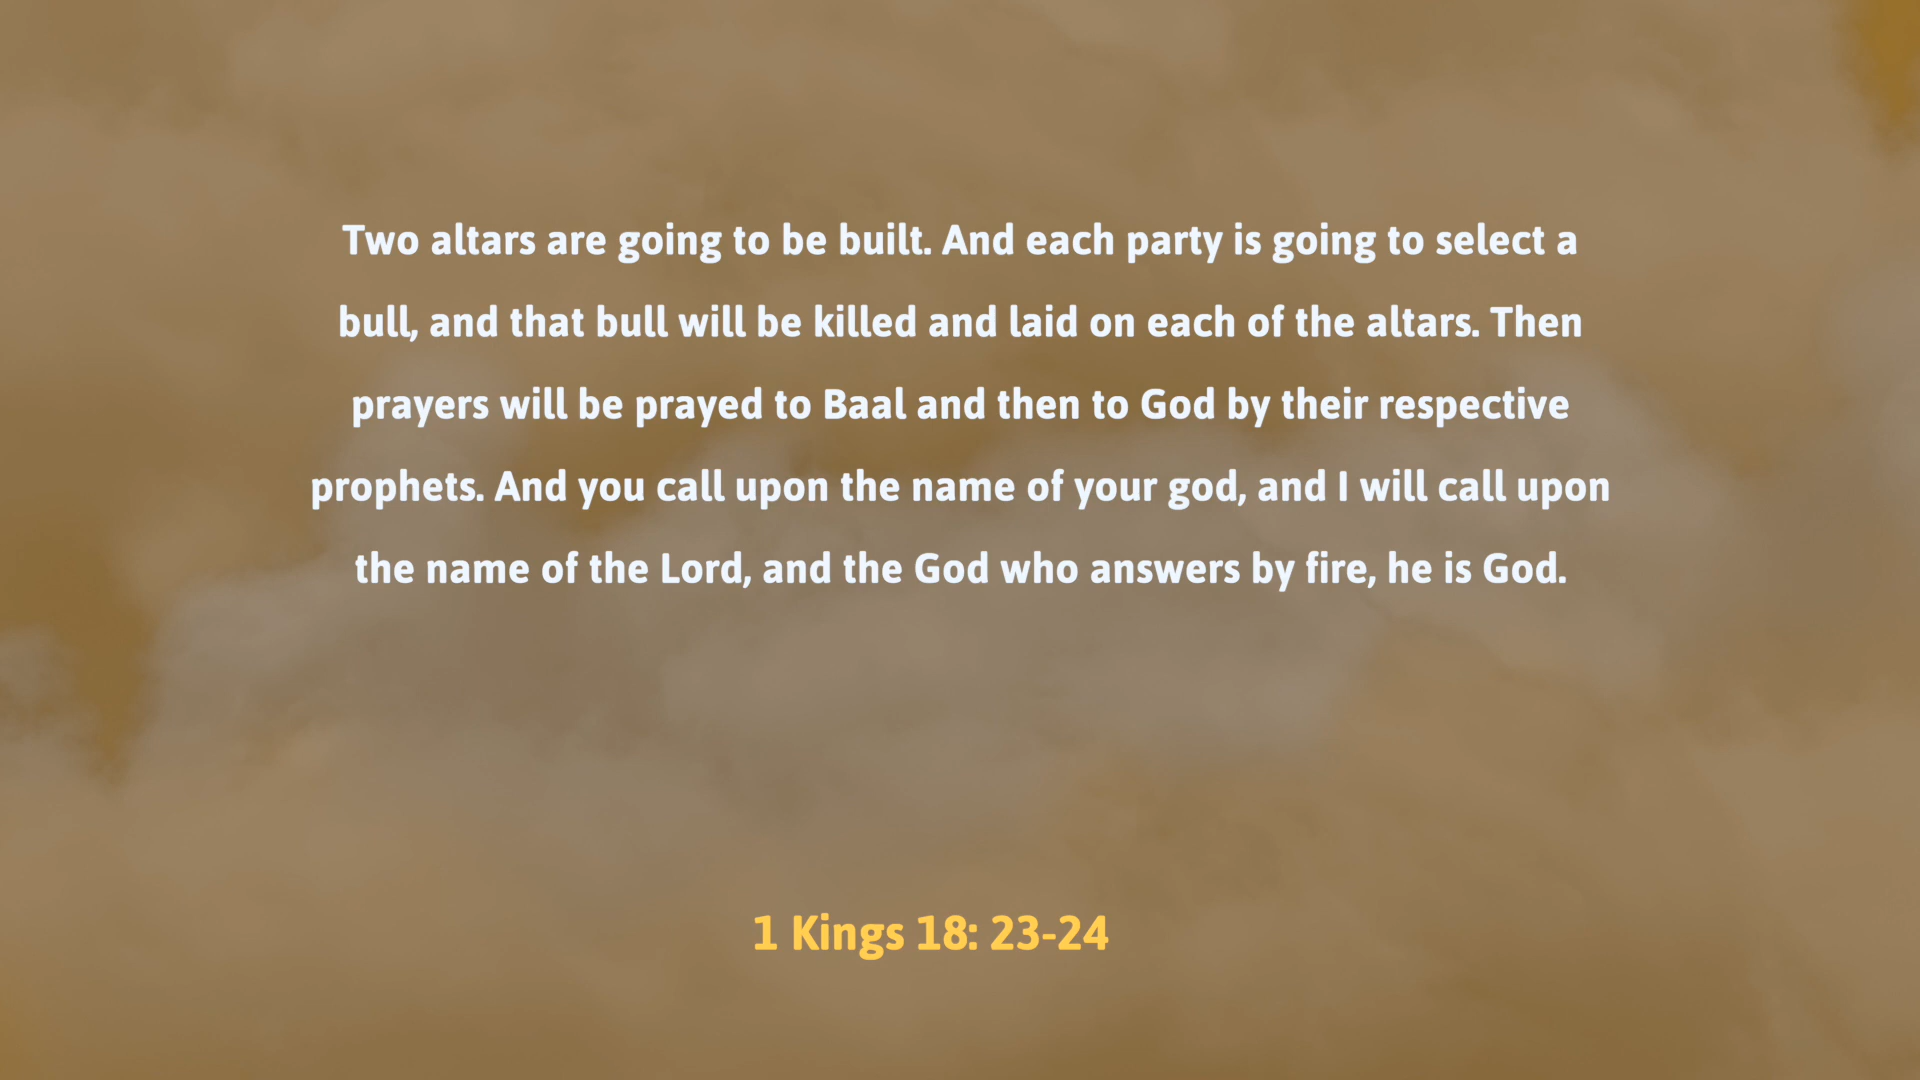 Two altars are going to be built. And each party is going to select a
bull, and that bull will be killed and laid on each of the altars. Then
prayers will be prayed to Baal and then to God by their respective
prophets. And you call upon the name of your god, and I will call upon
the name of the Lord, and the God who answers by fire, he is God.
1 Kings 18: 23-24